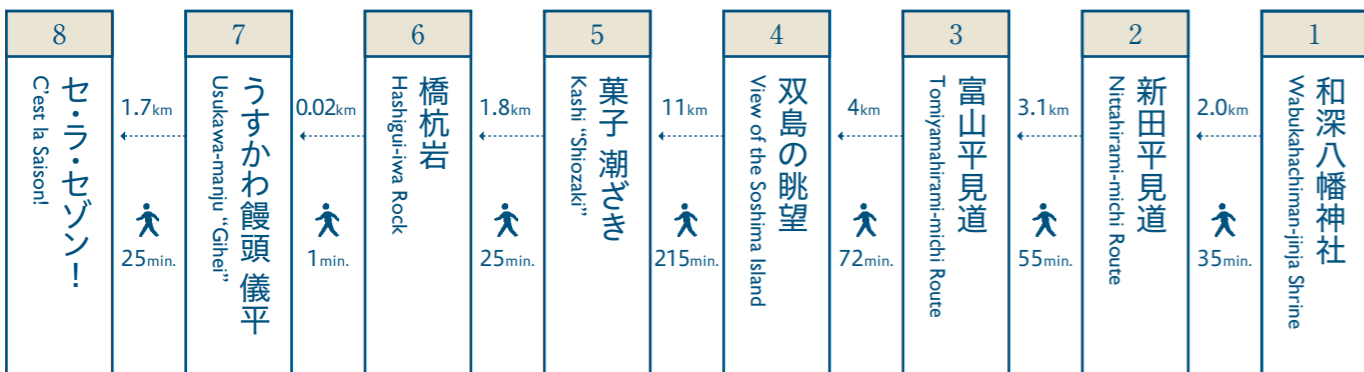 1
和深八幡神社
Wabukahachiman-jinja Shrine
2.0km
35min.
2
新田平見道
Nittahirami-michi Route
3.1km
55min.
3
富山平見道
Tomiyamahirami-michi Route
4km
72min.
4
双島の眺望
View of the Soshima Island
11km
215min.
5
菓子 潮ざき
Kashi “Shiozaki”
1.8km
25min.
6
橋杭岩
Hashigui-iwa Rock
0.02km
1min.
7
うすかわ饅頭 儀平
Usukawa-manju “Gihei”
1.7km
25min.
8
セ・ラ・セゾン！
C'est la Saison!